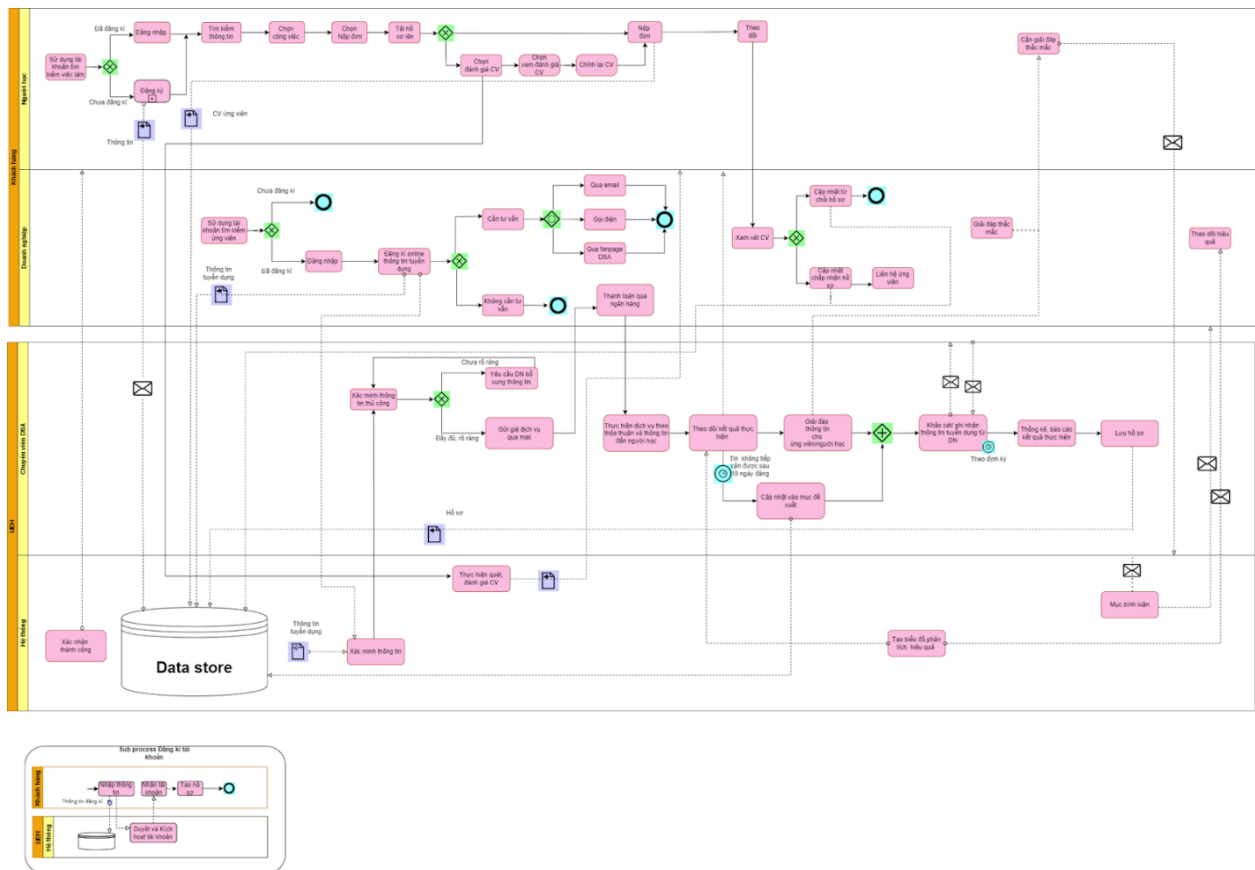 Khách hàng
Người học
Sử dụng tài
khoản tìm
kiếm việc làm
Đã đăng kí
Chưa đăng kí
Đăng nhập
Đăng ký
Thông tin
Tìm kiếm
thông tin
Chọn
công việc
Chọn
Nộp đơn
Tải hồ
sơ lên
CV ứng viên
Chọn
đánh giá CV
Chọn
xem đánh giá
CV
Chỉnh lại CV
Nộp
đơn
Theo
dõi
Cần giải đáp
thắc mắc
Doanh nghiệp
Sử dụng tài
khoản tìm kiếm
ứng viên
Chưa đăng kí
Đã đăng kí
Đăng nhập
Thông tin
tuyển dụng
Đăng kí online
thông tin tuyển
dụng
Cần tư vấn
Không cần tư
vấn
Qua email
Gọi điện
Qua fanpage
DSA
Thanh toán qua
ngân hàng
Xem xét CV
Cập nhật từ
chối hồ sơ
Cập nhật
chấp nhận hồ
sơ
Liên hệ ứng
viên
Giải đáp thắc
mắc
Theo dõi hiệu
quả
UEH
Chuyên viên DSA
Xác minh thông
tin thủ công
Chưa rõ ràng
Yêu cầu DN bổ
sung thông tin
Đầy đủ, rõ ràng
Gửi giá dịch vụ
qua mail
Thực hiện dịch vụ theo
thỏa thuận và thông tin
đến người học
Theo dõi kết quả thực
hiện
Tin không tiếp
cận được sau
10 ngày đăng
Giải đáp
thông tin
cho
ứng viên/người học
Cập nhật vào mục đề
xuất
Khảo sát/ ghi nhận
thông tin tuyển dụng từ
DN
Theo định kỳ
Thống kê, báo cáo
kết quả thực hiện
Lưu hồ sơ
Hồ sơ
Hệ thống
Xác nhận
thành công
Data store
Thông tin
tuyển dụng
Xác minh thông tin
Thực hiện quét,
đánh giá CV
Tạo biểu đồ phân
tích hiệu quả
Mục bình luận
Sub process Đăng kí tài
khoản
Khách hàng
Nhập thông
tin
Nhận tài
khoản
Tạo hồ
sơ
Thông tin đăng kí
UEH
Hệ thống
Duyệt và Kích
hoạt tài khoản